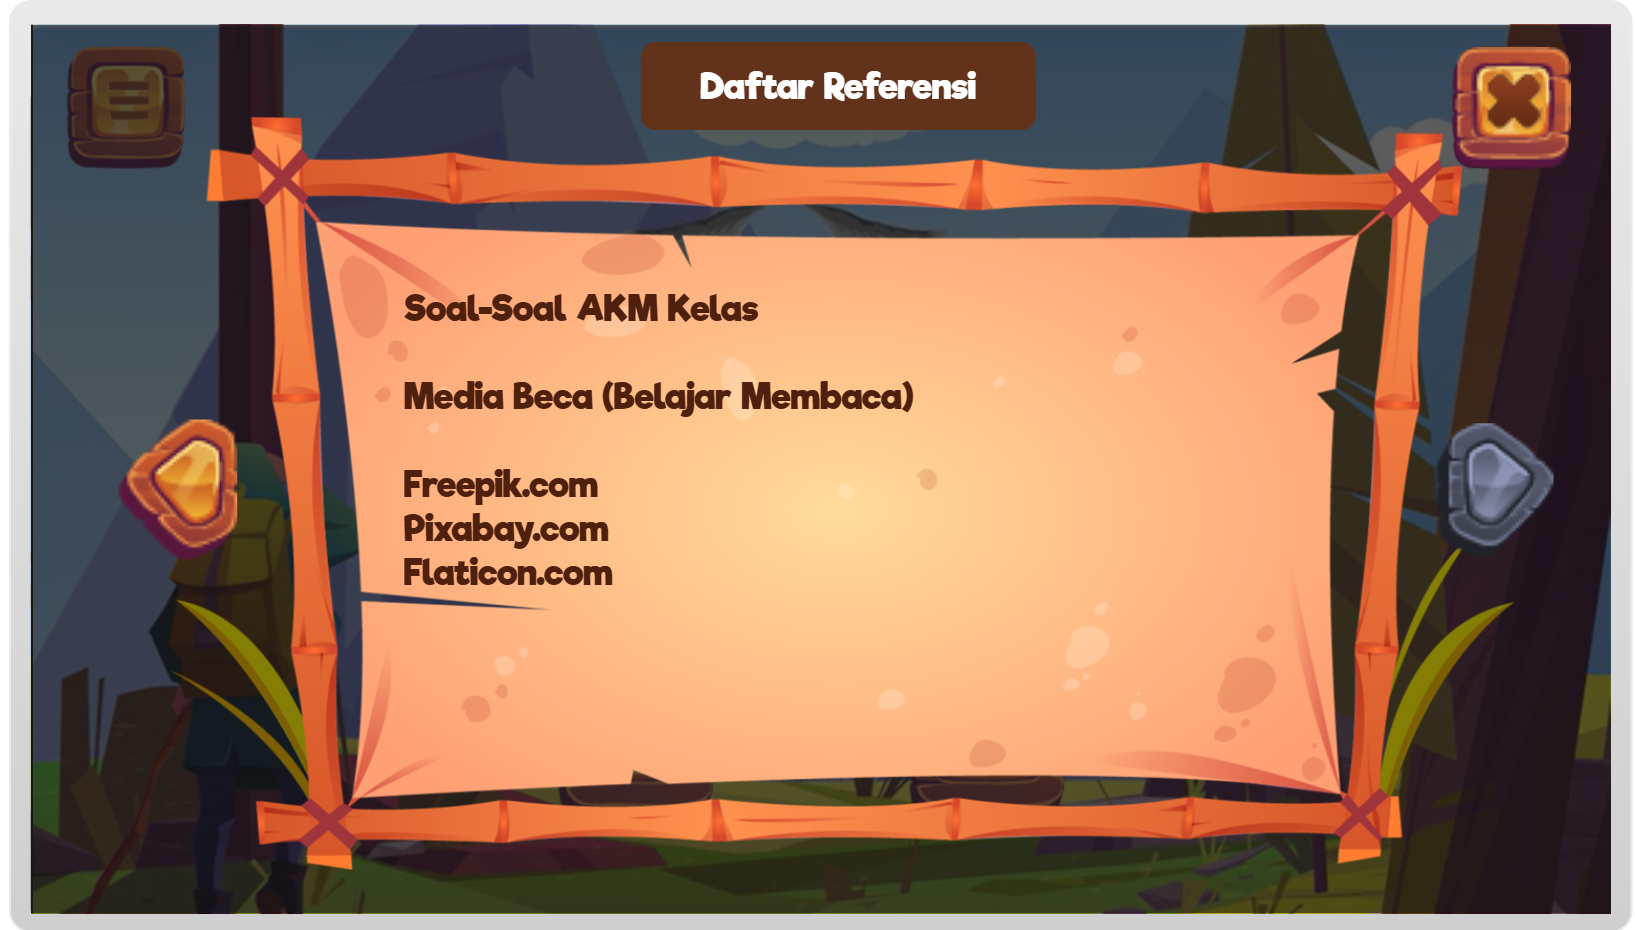 Daftar Referensi
Soal-Soal AKM Kelas
Media Beca (Belajar Membaca)
Freepik.com
Pixabay.com
Flaticon.com